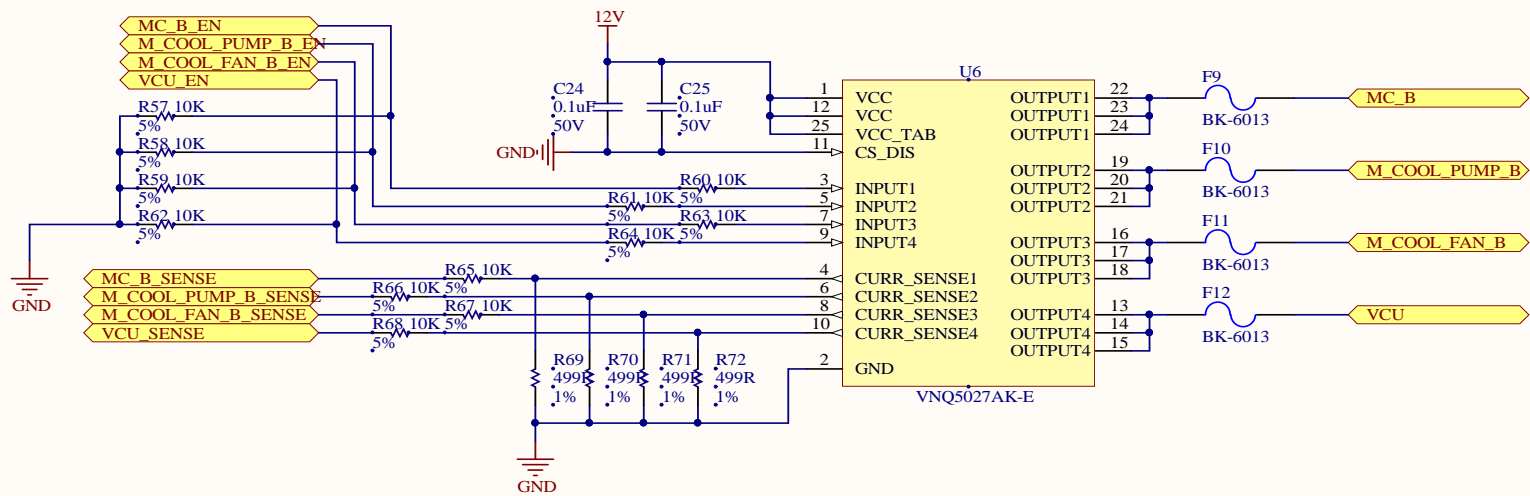 MC_B_EN
M_COOL_PUMP_B_EN
M_COOL_FAN_B_EN
VCU_EN
R57 10K
5%
R58 10K
5%
R59 10K
5%
R62 10K
5%
GND
12V
C24
0.1uF
50V
C25
0.1uF
50V
GND
R60 10K
5%
R61 10K
5%
R63 10K
5%
R64 10K
5%
MC_B_SENSE
M_COOL_PUMP_B_SENSE
M_COOL_FAN_B_SENSE
VCU_SENSE
R65 10K
5%
R66 10K
5%
R67 10K
5%
R68 10K
5%
R69
499R
1%
R70
499R
1%
R71
499R
1%
R72
499R
1%
GND
U6
1 VCC
12 VCC
25 VCC_TAB
11 CS_DIS
3 INPUT1
5 INPUT2
7 INPUT3
9 INPUT4
4 CURR_SENSE1
6 CURR_SENSE2
8 CURR_SENSE3
10 CURR_SENSE4
2 GND
OUTPUT1 22
OUTPUT1 23
OUTPUT1 24
OUTPUT2 19
OUTPUT2 20
OUTPUT2 21
OUTPUT3 16
OUTPUT3 17
OUTPUT3 18
OUTPUT4 13
OUTPUT4 14
OUTPUT4 15
VNQ5027AK-E
F9
BK-6013
MC_B
F10
BK-6013
M_COOL_PUMP_B
F11
BK-6013
M_COOL_FAN_B
F12
BK-6013
VCU